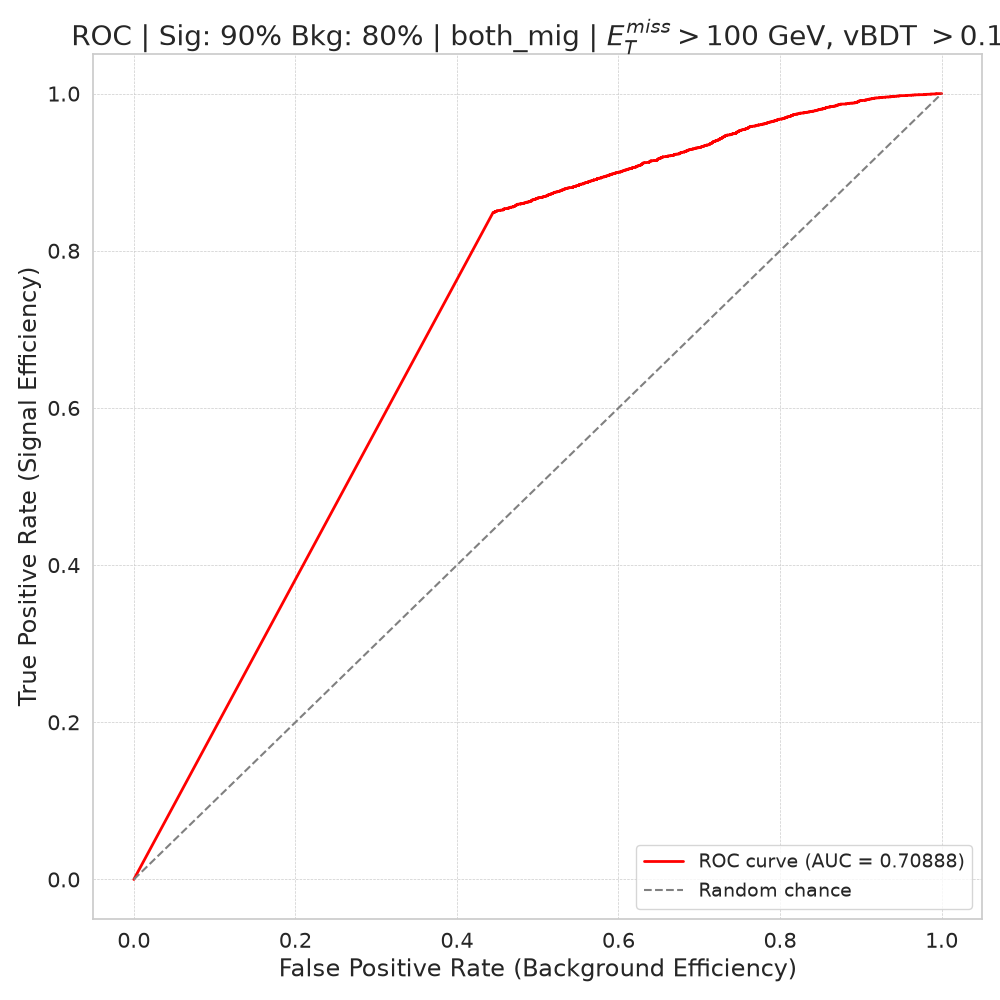 ROC | Sig: 90% Bkg: 80% | both_mig | $E_T^{miss}$ > 100 GeV, vBDT > 0.1
1.0
0.8
0.6
0.4
0.2
0.0
True Positive Rate (Signal Efficiency)
ROC curve (AUC = 0.70888)
Random chance
0.0 0.2 0.4 0.6 0.8 1.0
False Positive Rate (Background Efficiency)